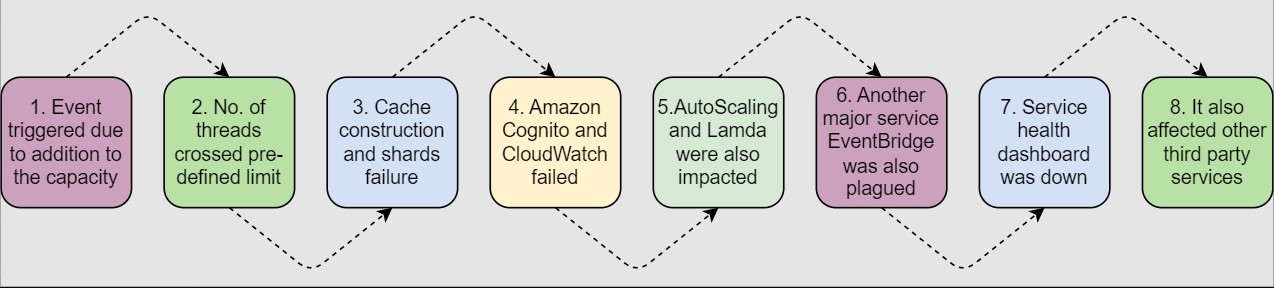 1. Event
triggered due
to addition to
the capacity
2. No. of
threads
crossed pre-
defined limit
3. Cache
construction
and shards
failure
4. Amazon
Cognito and
CloudWatch
failed
5.AutoScaling
and Lamda
were also
impacted
6. Another
major service
EventBridge
was also
plagued
7. Service
health
dashboard
was down
8. It also
affected other
third party
services